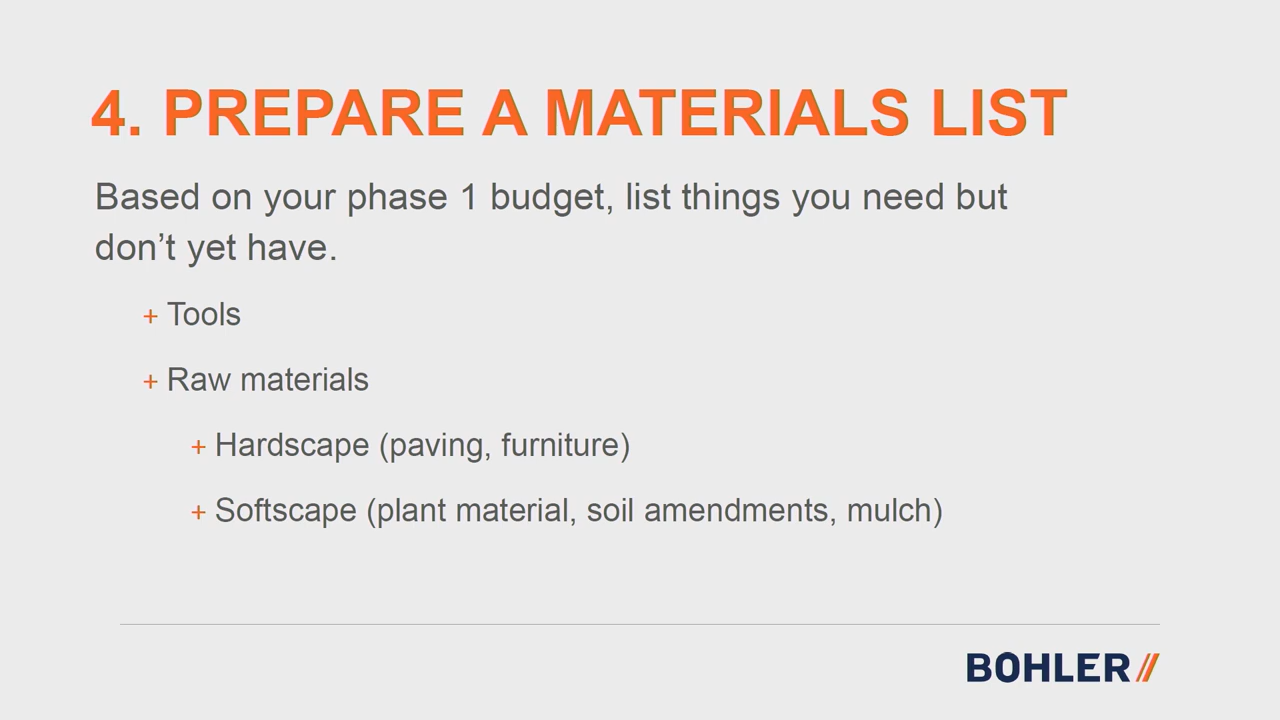 4. PREPARE A MATERIALS LIST
Based on your phase 1 budget, list things you need but
don’t yet have.
+ Tools
+ Raw materials
+ Hardscape (paving, furniture)
+ Softscape (plant material, soil amendments, mulch)
BOHLER//